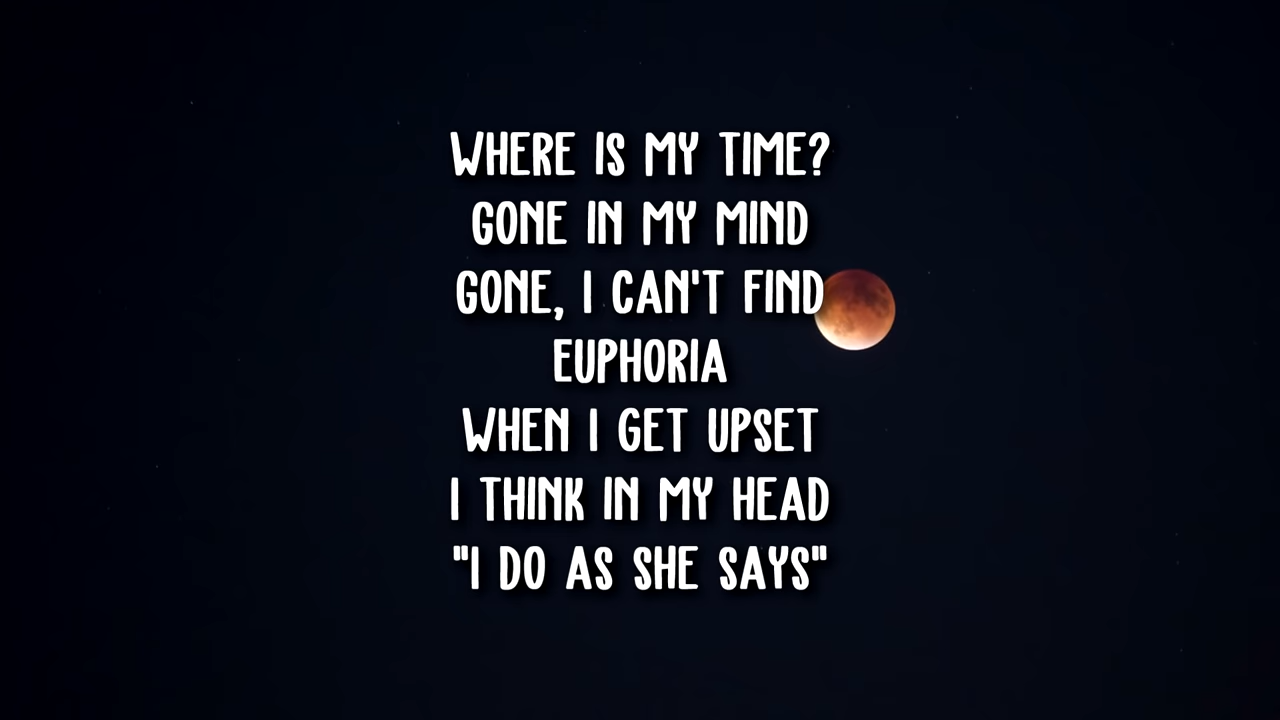 WHERE IS MY TIME?
GONE IN MY MIND
GONE, I CAN'T FIND
EUPHORIA
WHEN I GET UPSET
I THINK IN MY HEAD
"I DO AS SHE SAYS"